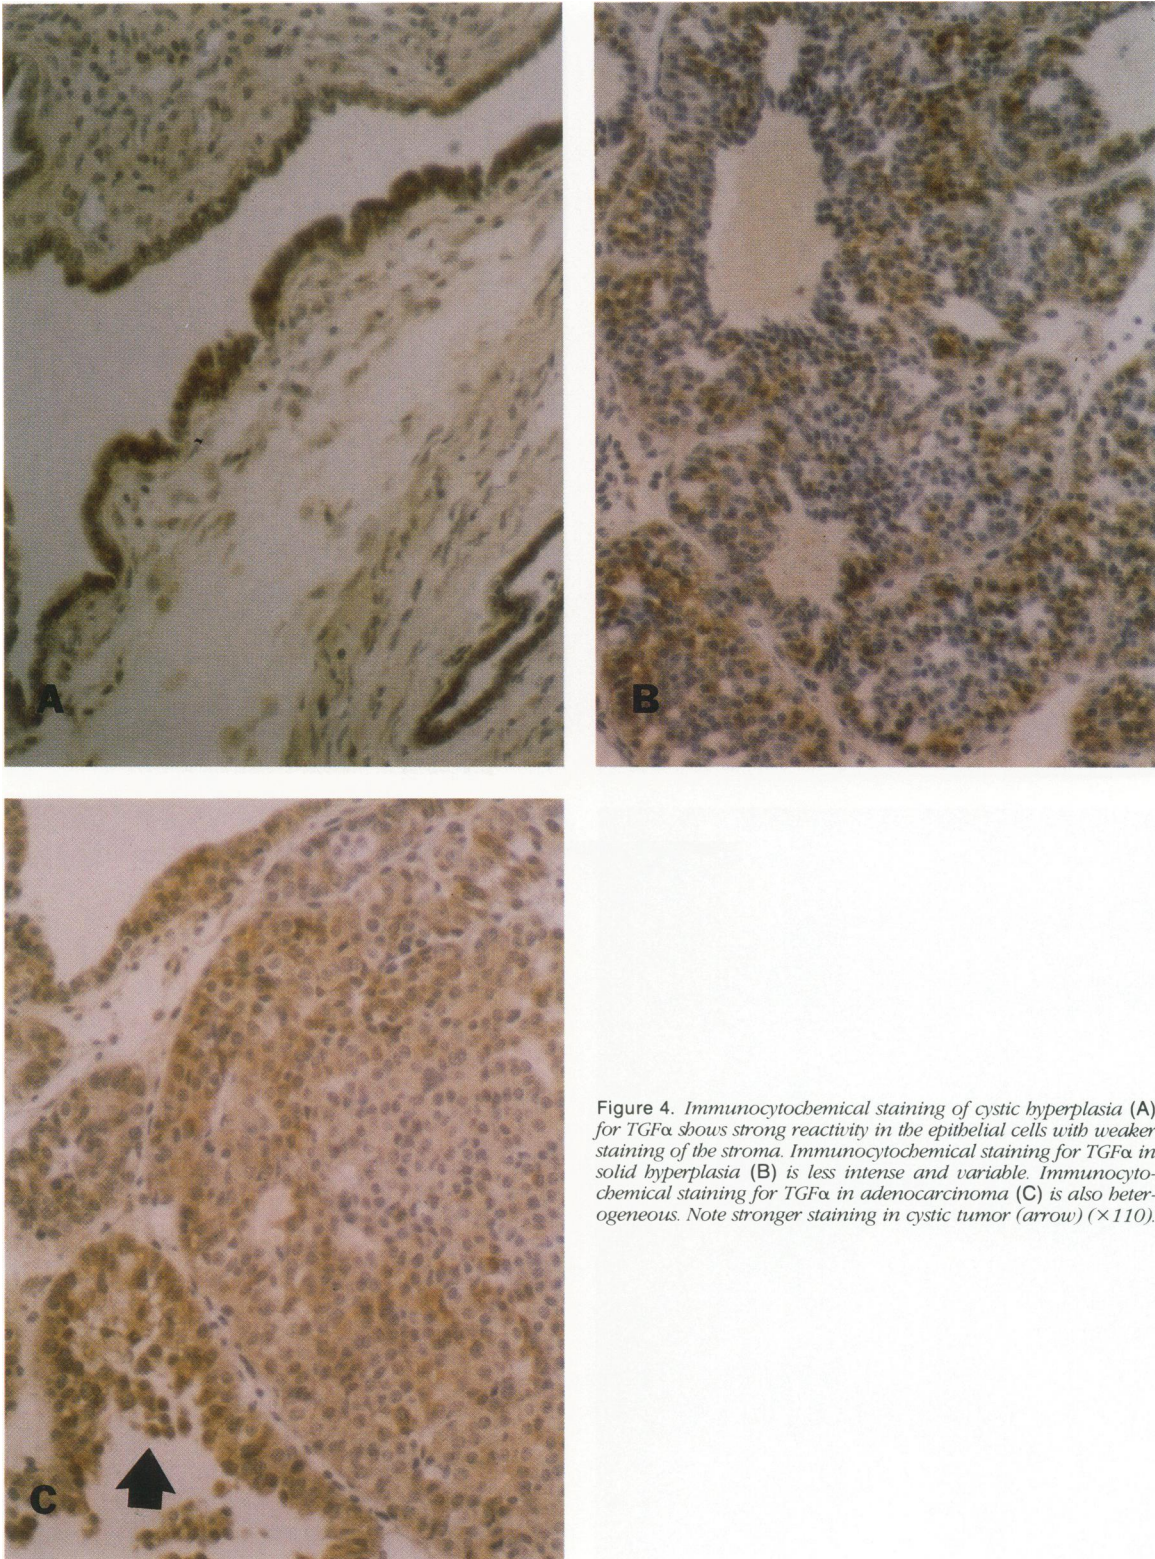 A
B
C
Figure 4. Immunocytochemical staining of cystic hyperplasia (A)
for TGFα shows strong reactivity in the epithelial cells with weaker
staining of the stroma. Immunocytochemical staining for TGFα in
solid hyperplasia (B) is less intense and variable. Immunocyto-
chemical staining for TGFα in adenocarcinoma (C) is also heter-
ogeneous. Note stronger staining in cystic tumor (arrow) (×110).